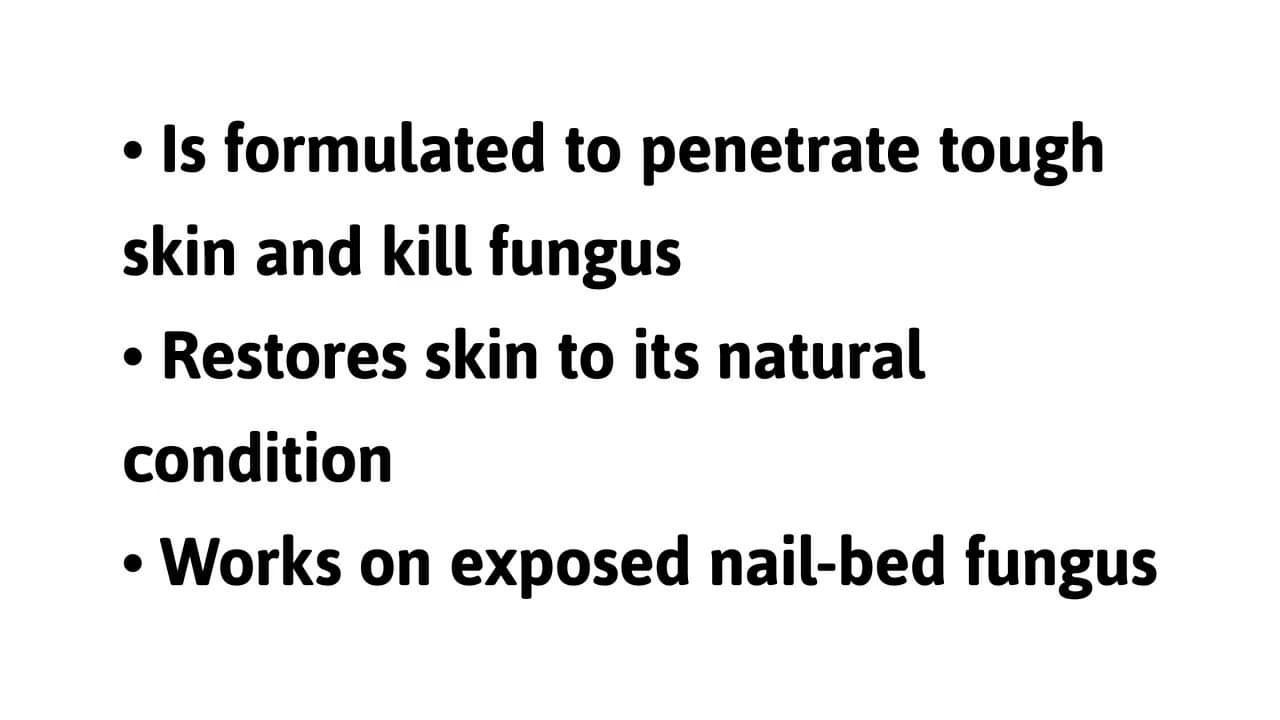 • Is formulated to penetrate tough
skin and kill fungus
• Restores skin to its natural
condition
• Works on exposed nail-bed fungus